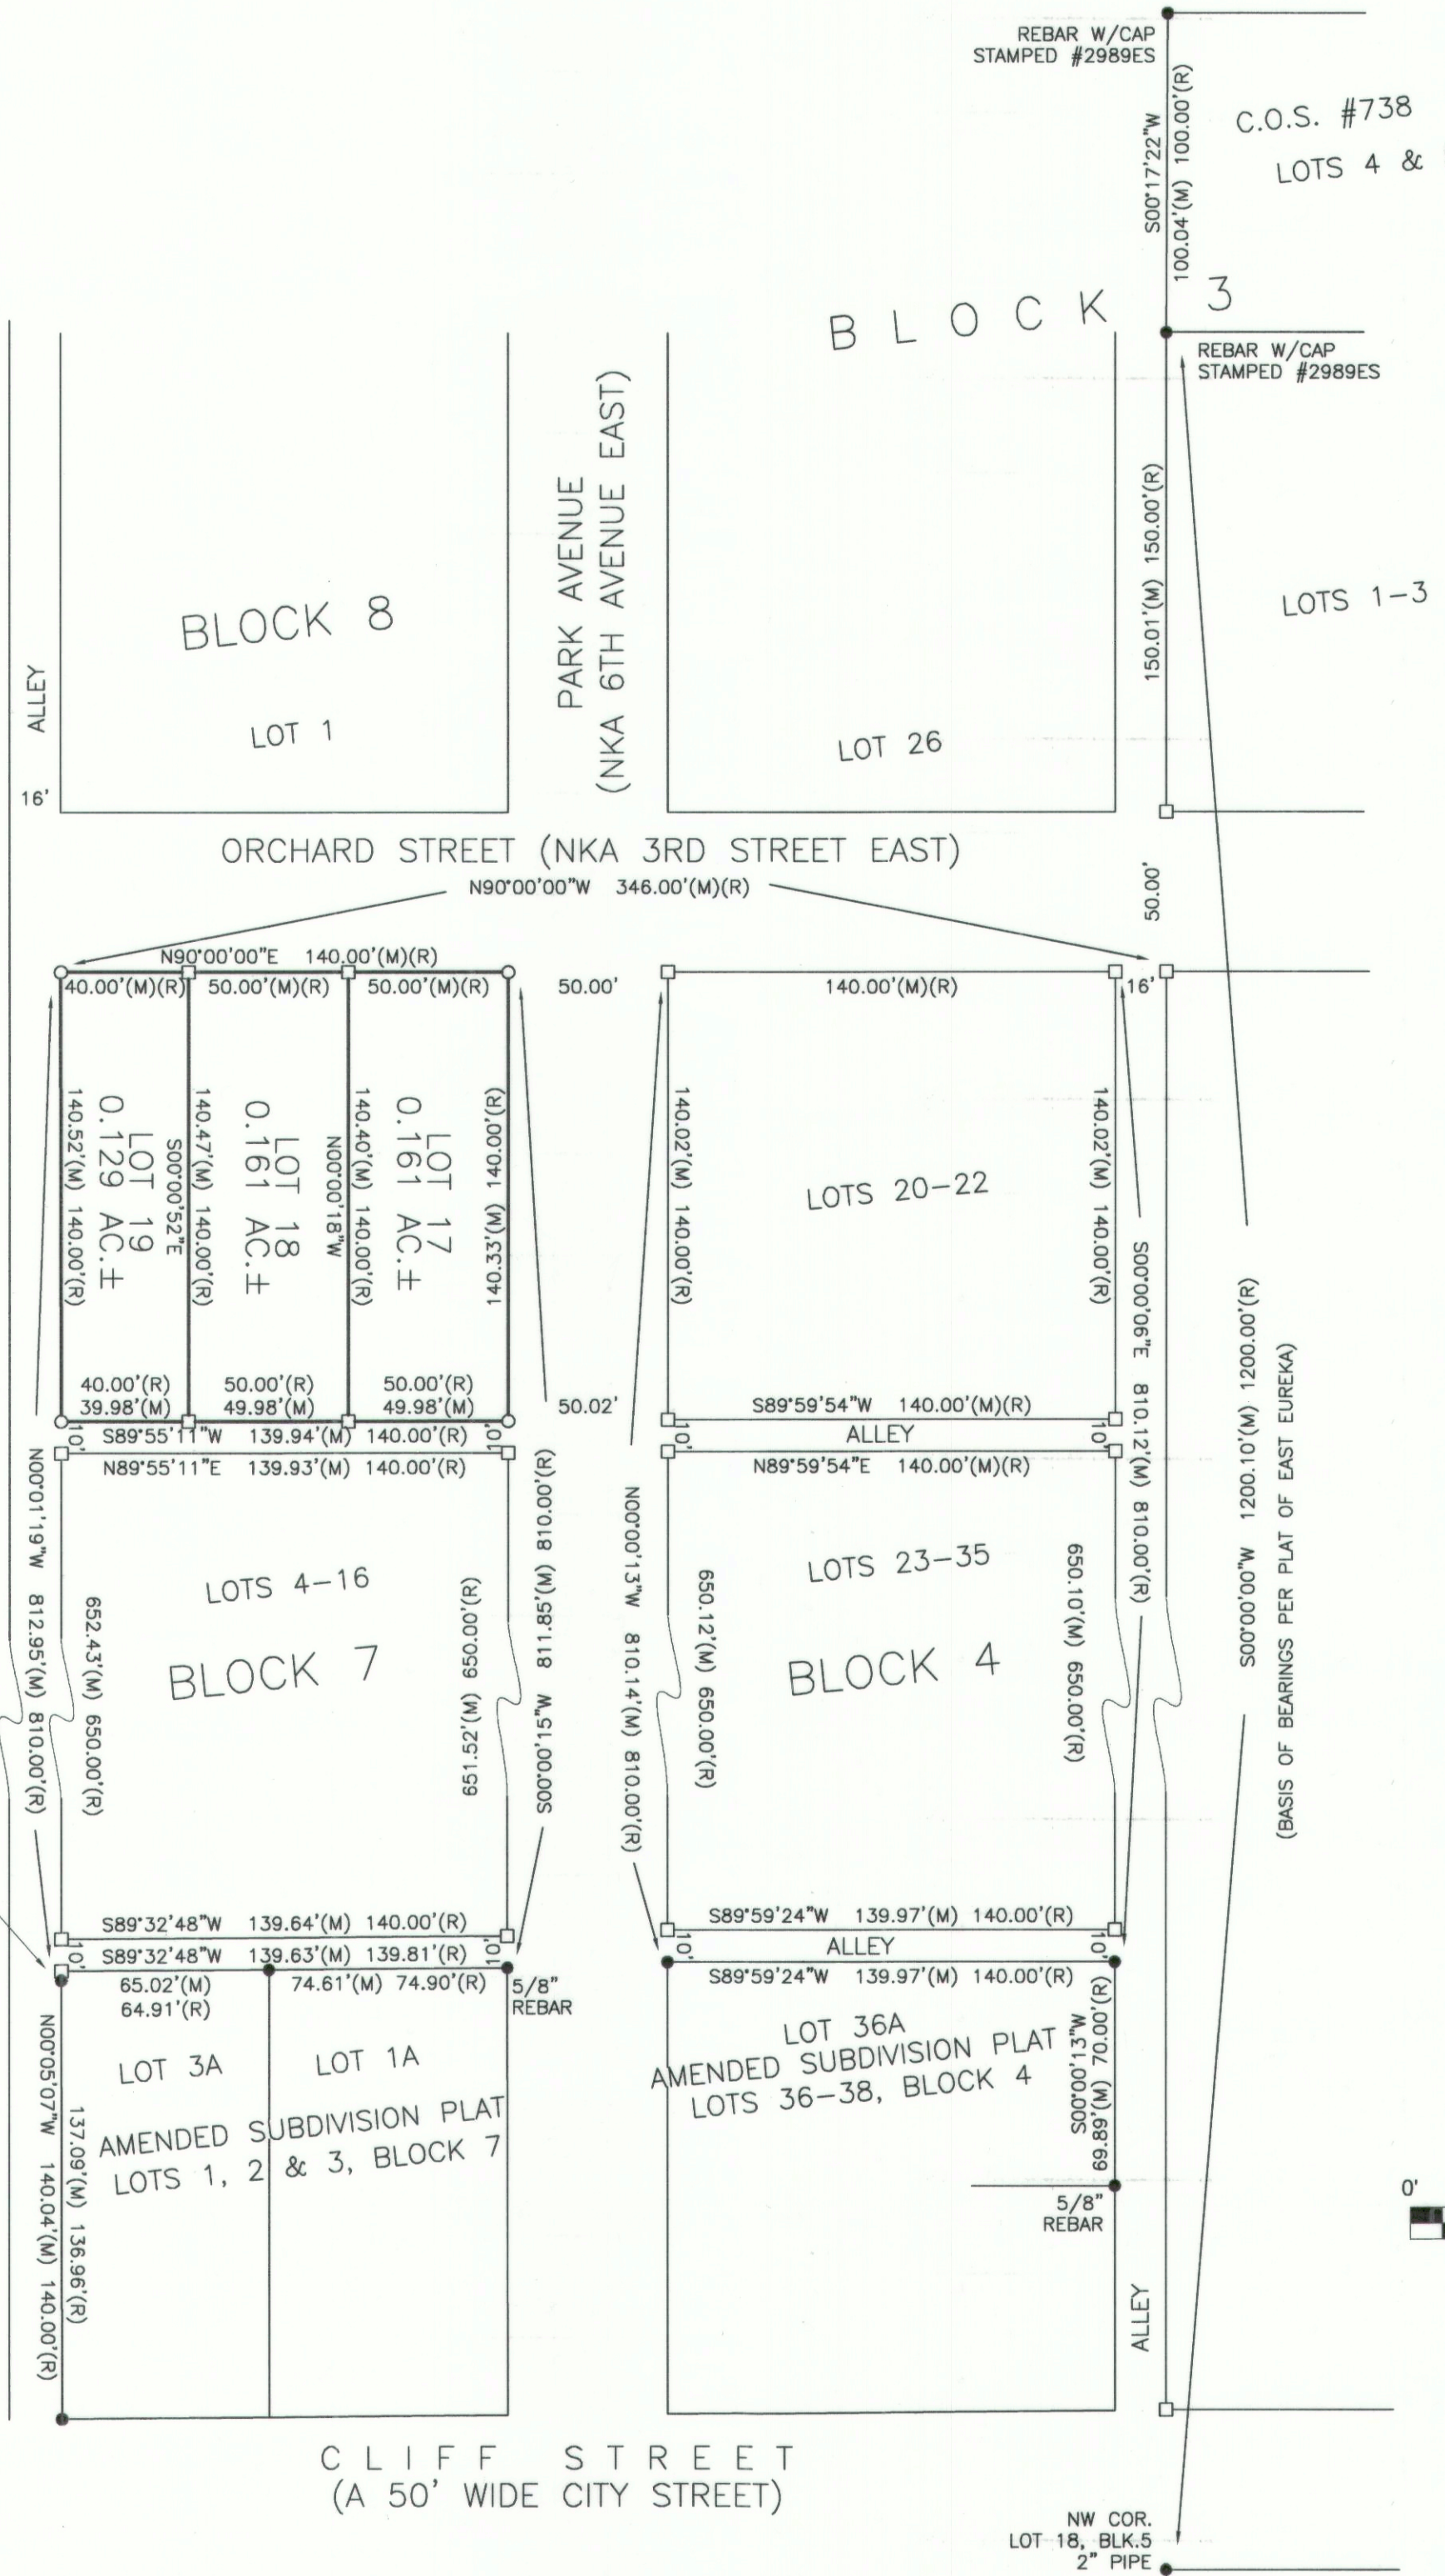 REBAR W/CAP
STAMPED #2989ES
C.O.S. #738
LOTS 4 &
S00°17'22"W
100.04'(M) 100.00'(R)
BLOCK 3
REBAR W/CAP
STAMPED #2989ES
PARK AVENUE
(NKA 6TH AVENUE EAST)
150.01'(M) 150.00'(R)
LOTS 1-3
BLOCK 8
LOT 1
LOT 26
ALLEY
16'
ORCHARD STREET (NKA 3RD STREET EAST)
N90°00'00"W 346.00'(M)(R)
50.00'
N90°00'00"E 140.00'(M)(R)
40.00'(M)(R)
50.00'(M)(R)
50.00'(M)(R)
50.00'
140.00'(M)(R)
16'
140.52'(M) 140.00'(R)
LOT 19
0.129 AC.±
S00°00'52"E
140.47'(M) 140.00'(R)
LOT 18
0.161 AC.±
N00°00'18"W
140.40'(M) 140.00'(R)
LOT 17
0.161 AC.±
140.33'(M) 140.00'(R)
140.02'(M) 140.00'(R)
LOTS 20-22
140.02'(M) 140.00'(R)
S00°00'06"E 810.12'(M) 810.00'(R)
S00°00'00"W 1200.10'(M) 1200.00'(R)
(BASIS OF BEARINGS PER PLAT OF EAST EUREKA)
40.00'(R)
39.98'(M)
50.00'(R)
49.98'(M)
50.00'(R)
49.98'(M)
50.02'
10'
S89°55'11"W 139.94'(M) 140.00'(R)
10'
N89°55'11"E 139.93'(M) 140.00'(R)
S89°59'54"W 140.00'(M)(R)
10'
ALLEY
10'
N89°59'54"E 140.00'(M)(R)
N00°01'19"W 812.95'(M) 810.00'(R)
652.43'(M) 650.00'(R)
LOTS 4-16
BLOCK 7
651.52'(M) 650.00'(R)
S00°00'15"W 811.85'(M) 810.00'(R)
N00°00'13"W 810.14'(M) 810.00'(R)
650.12'(M) 650.00'(R)
LOTS 23-35
BLOCK 4
650.10'(M) 650.00'(R)
S89°32'48"W 139.64'(M) 140.00'(R)
10'
S89°32'48"W 139.63'(M) 139.81'(R)
10'
65.02'(M)
64.91'(R)
74.61'(M) 74.90'(R)
5/8"
REBAR
S89°59'24"W 139.97'(M) 140.00'(R)
10'
ALLEY
10'
S89°59'24"W 139.97'(M) 140.00'(R)
LOT 3A
LOT 1A
AMENDED SUBDIVISION PLAT
LOTS 1, 2 & 3, BLOCK 7
N00°05'07"W 140.04'(M) 140.00'(R)
137.09'(M) 136.96'(R)
LOT 36A
AMENDED SUBDIVISION PLAT
LOTS 36-38, BLOCK 4
S00°00'13"W
69.89'(M) 70.00'(R)
5/8"
REBAR
0'
ALLEY
CLIFF STREET
(A 50' WIDE CITY STREET)
NW COR.
LOT 18, BLK.5
2" PIPE